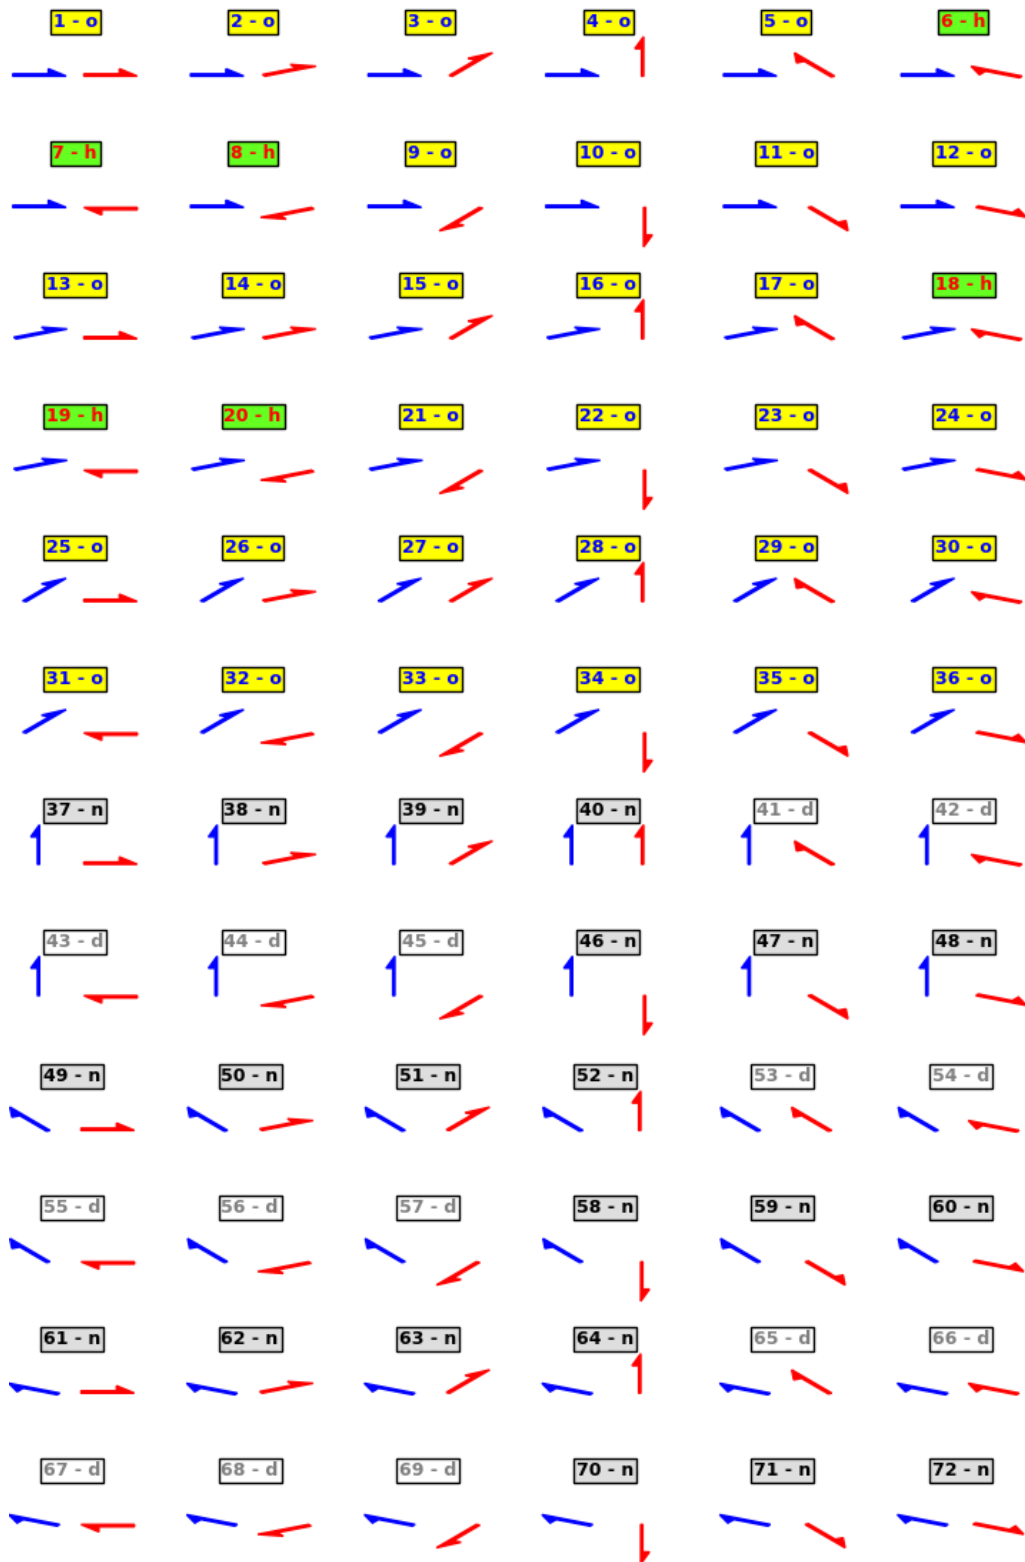 1 - o 2 - o 3 - o 4 - o 5 - o 6 - h
7 - h 8 - h 9 - o 10 - o 11 - o 12 - o
13 - o 14 - o 15 - o 16 - o 17 - o 18 - h
19 - h 20 - h 21 - o 22 - o 23 - o 24 - o
25 - o 26 - o 27 - o 28 - o 29 - o 30 - o
31 - o 32 - o 33 - o 34 - o 35 - o 36 - o
37 - n 38 - n 39 - n 40 - n 41 - d 42 - d
43 - d 44 - d 45 - d 46 - n 47 - n 48 - n
49 - n 50 - n 51 - n 52 - n 53 - d 54 - d
55 - d 56 - d 57 - d 58 - n 59 - n 60 - n
61 - n 62 - n 63 - n 64 - n 65 - d 66 - d
67 - d 68 - d 69 - d 70 - n 71 - n 72 - n